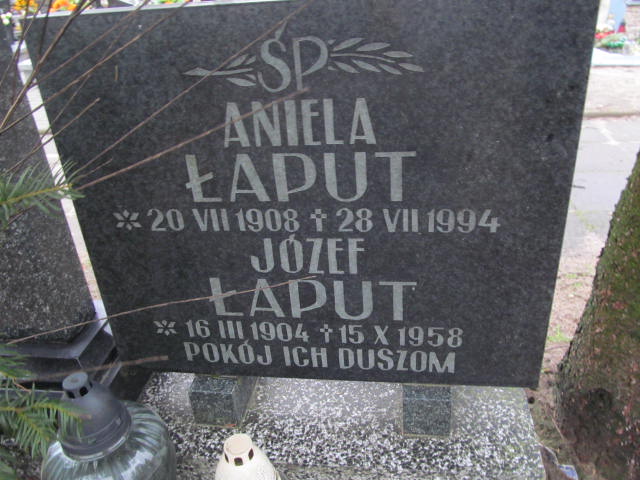 ŚP
ANIELA
ŁAPUT
* 20 VII 1908 † 28 VII 1994
JÓZEF
ŁAPUT
* 16 III 1904 † 15 X 1958
POKÓJ ICH DUSZOM